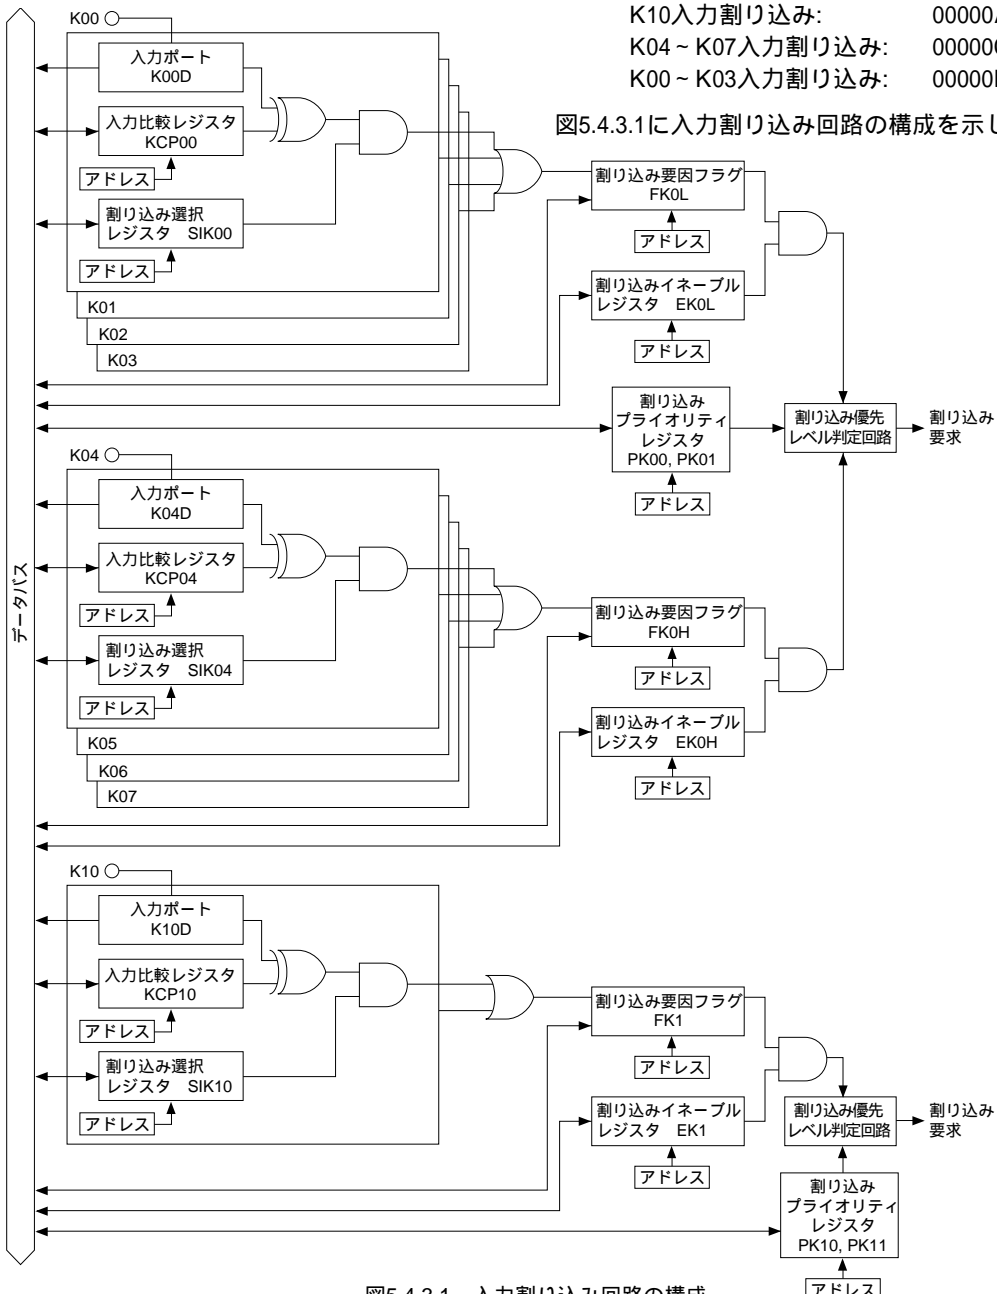 K10入力割り込み: 00000
K04～K07入力割り込み: 00000
K00～K03入力割り込み: 00000
図5.4.3.1に入力割り込み回路の構成を示し
データバス
K00
入力ポート
K00D
入力比較レジスタ
KCP00
アドレス
割り込み選択
レジスタ SIK00
アドレス
K01
K02
K03
割り込み要因フラグ
FK0L
アドレス
割り込みイネーブル
レジスタ EK0L
アドレス
割り込み
プライオリティ
レジスタ
PK00, PK01
アドレス
割り込み優先
レベル判定回路
割り込み
要求
K04
入力ポート
K04D
入力比較レジスタ
KCP04
アドレス
割り込み選択
レジスタ SIK04
アドレス
K05
K06
K07
割り込み要因フラグ
FK0H
アドレス
割り込みイネーブル
レジスタ EK0H
アドレス
K10
入力ポート
K10D
入力比較レジスタ
KCP10
アドレス
割り込み選択
レジスタ SIK10
アドレス
割り込み要因フラグ
FK1
アドレス
割り込みイネーブル
レジスタ EK1
アドレス
割り込み優先
レベル判定回路
割り込み
要求
割り込み
プライオリティ
レジスタ
PK10, PK11
アドレス
図5.4.3.1 入力割り込み回路の構成